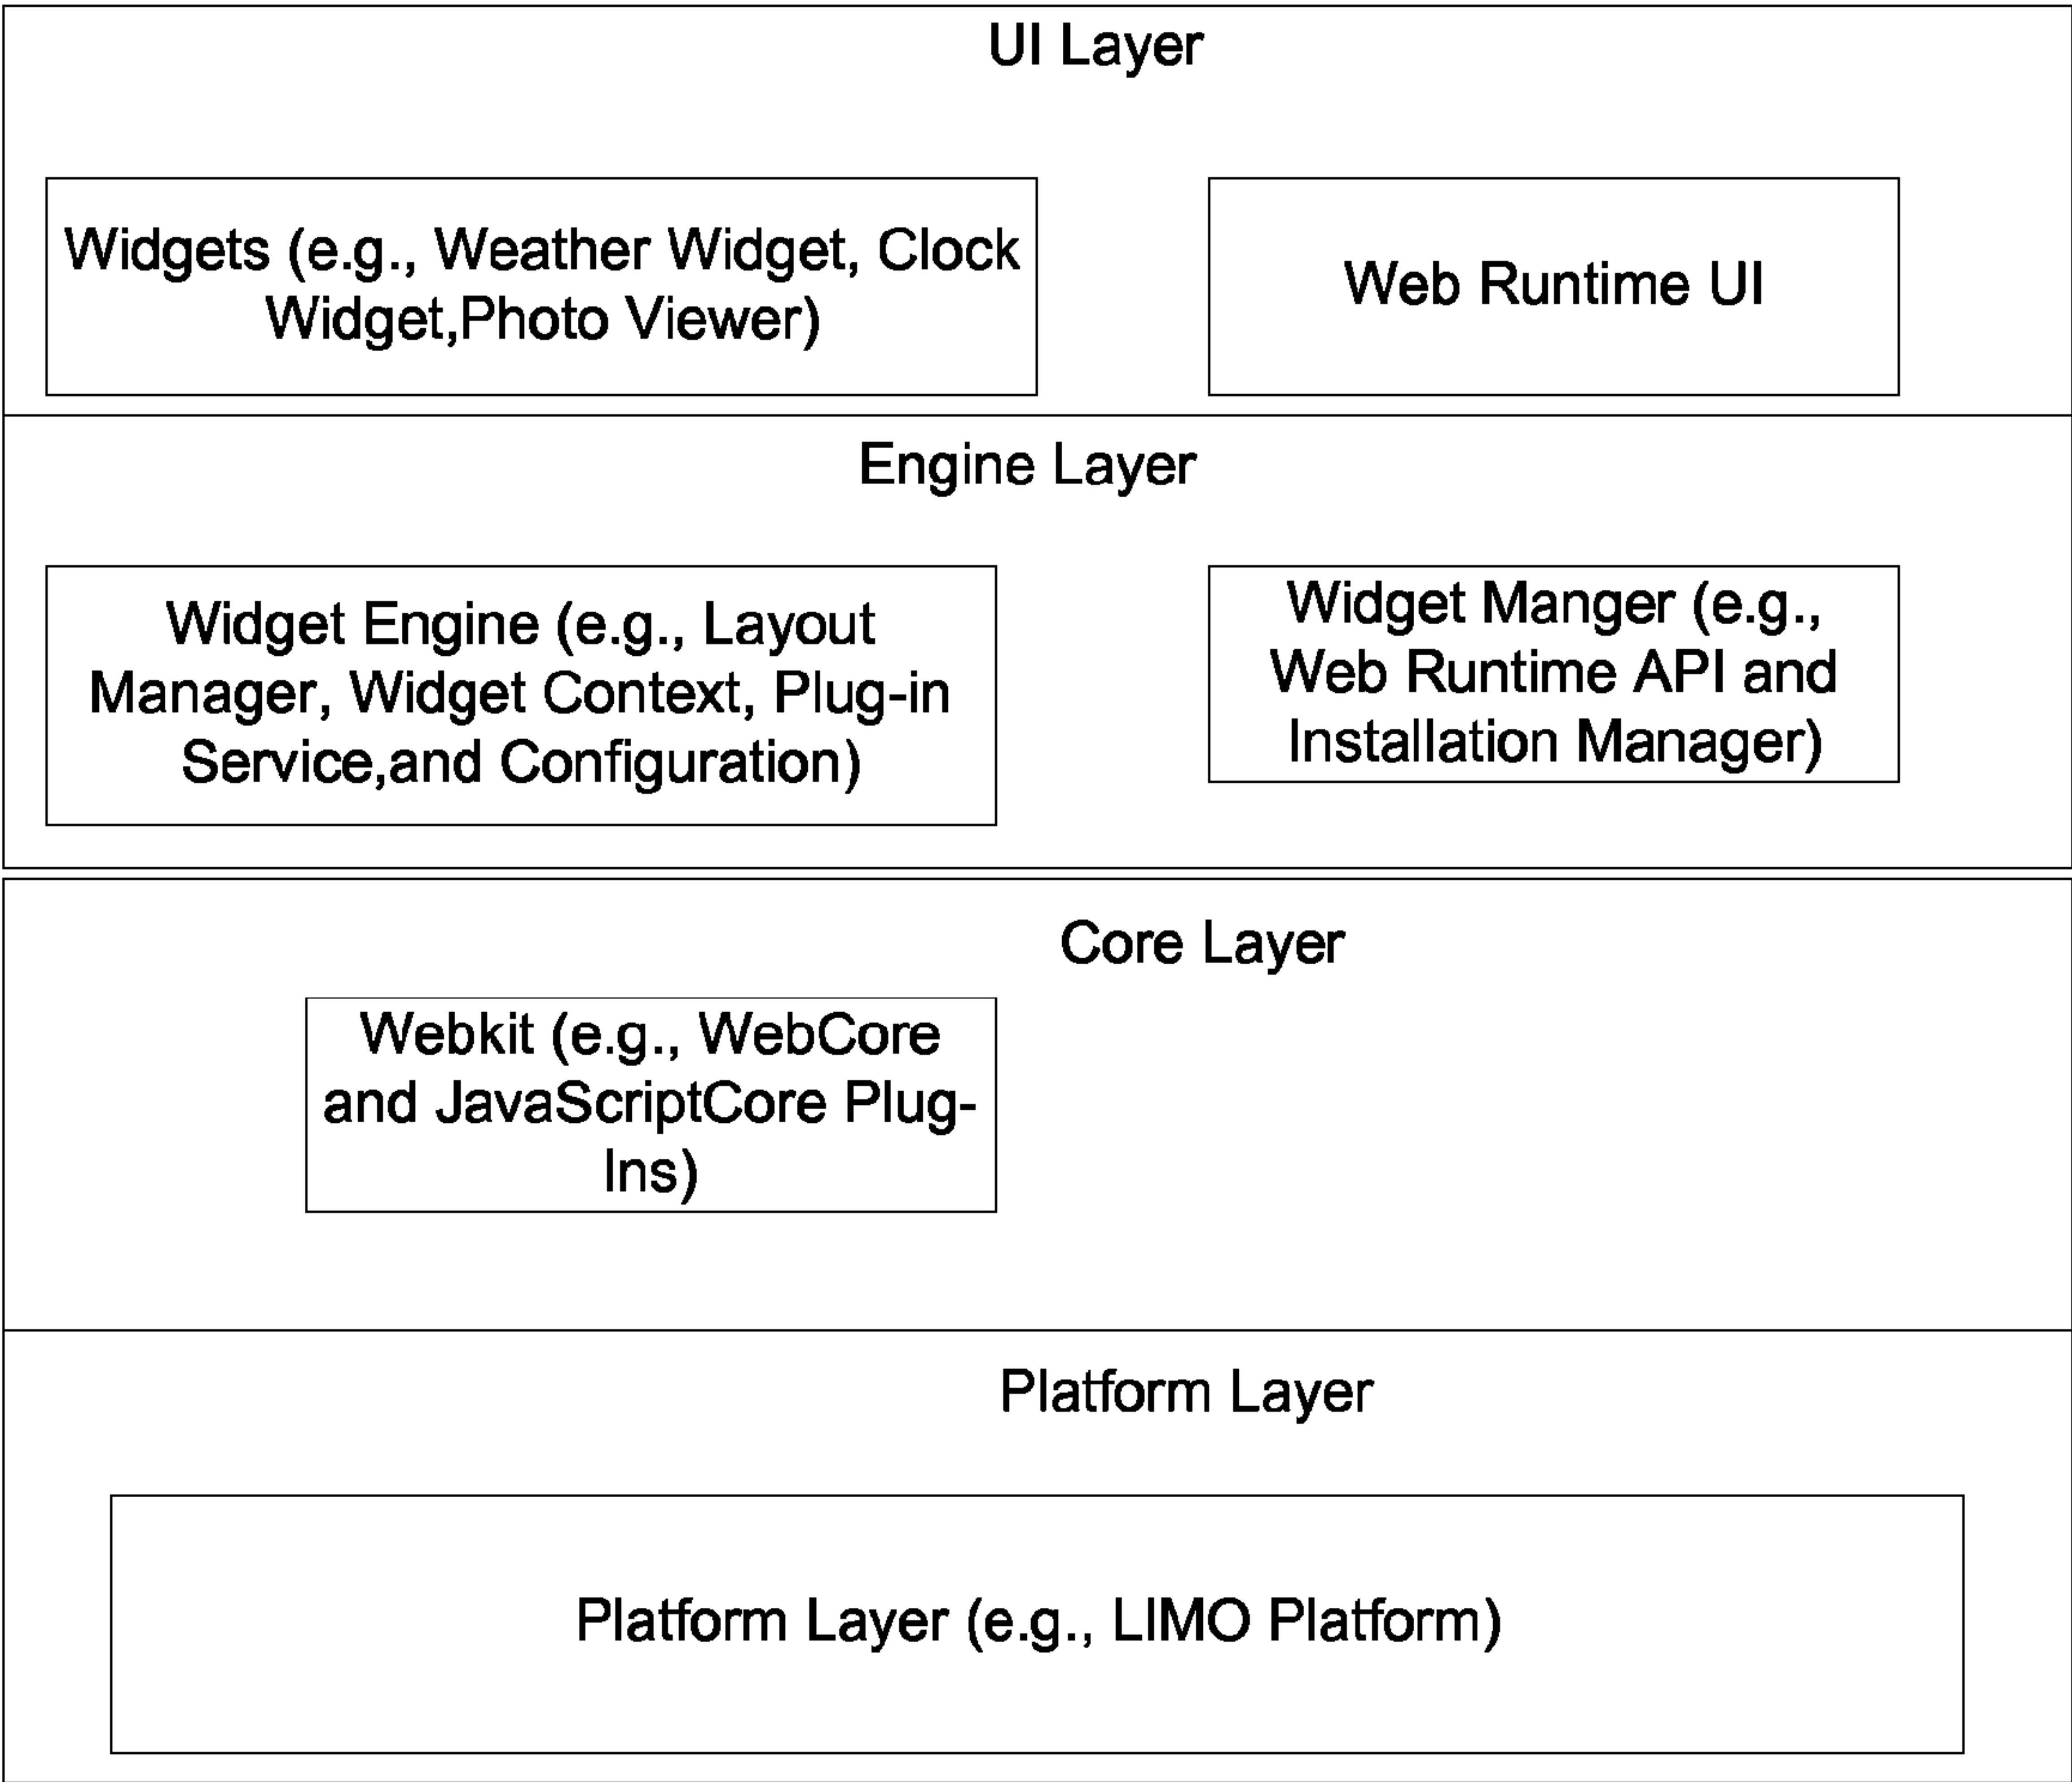 UI Layer
Widgets (e.g., Weather Widget, Clock
Widget,Photo Viewer)
Web Runtime UI
Engine Layer
Widget Engine (e.g., Layout
Manager, Widget Context, Plug-in
Service,and Configuration)
Widget Manger (e.g.,
Web Runtime API and
Installation Manager)
Core Layer
Webkit (e.g., WebCore
and JavaScriptCore Plug-
Ins)
Platform Layer
Platform Layer (e.g., LIMO Platform)